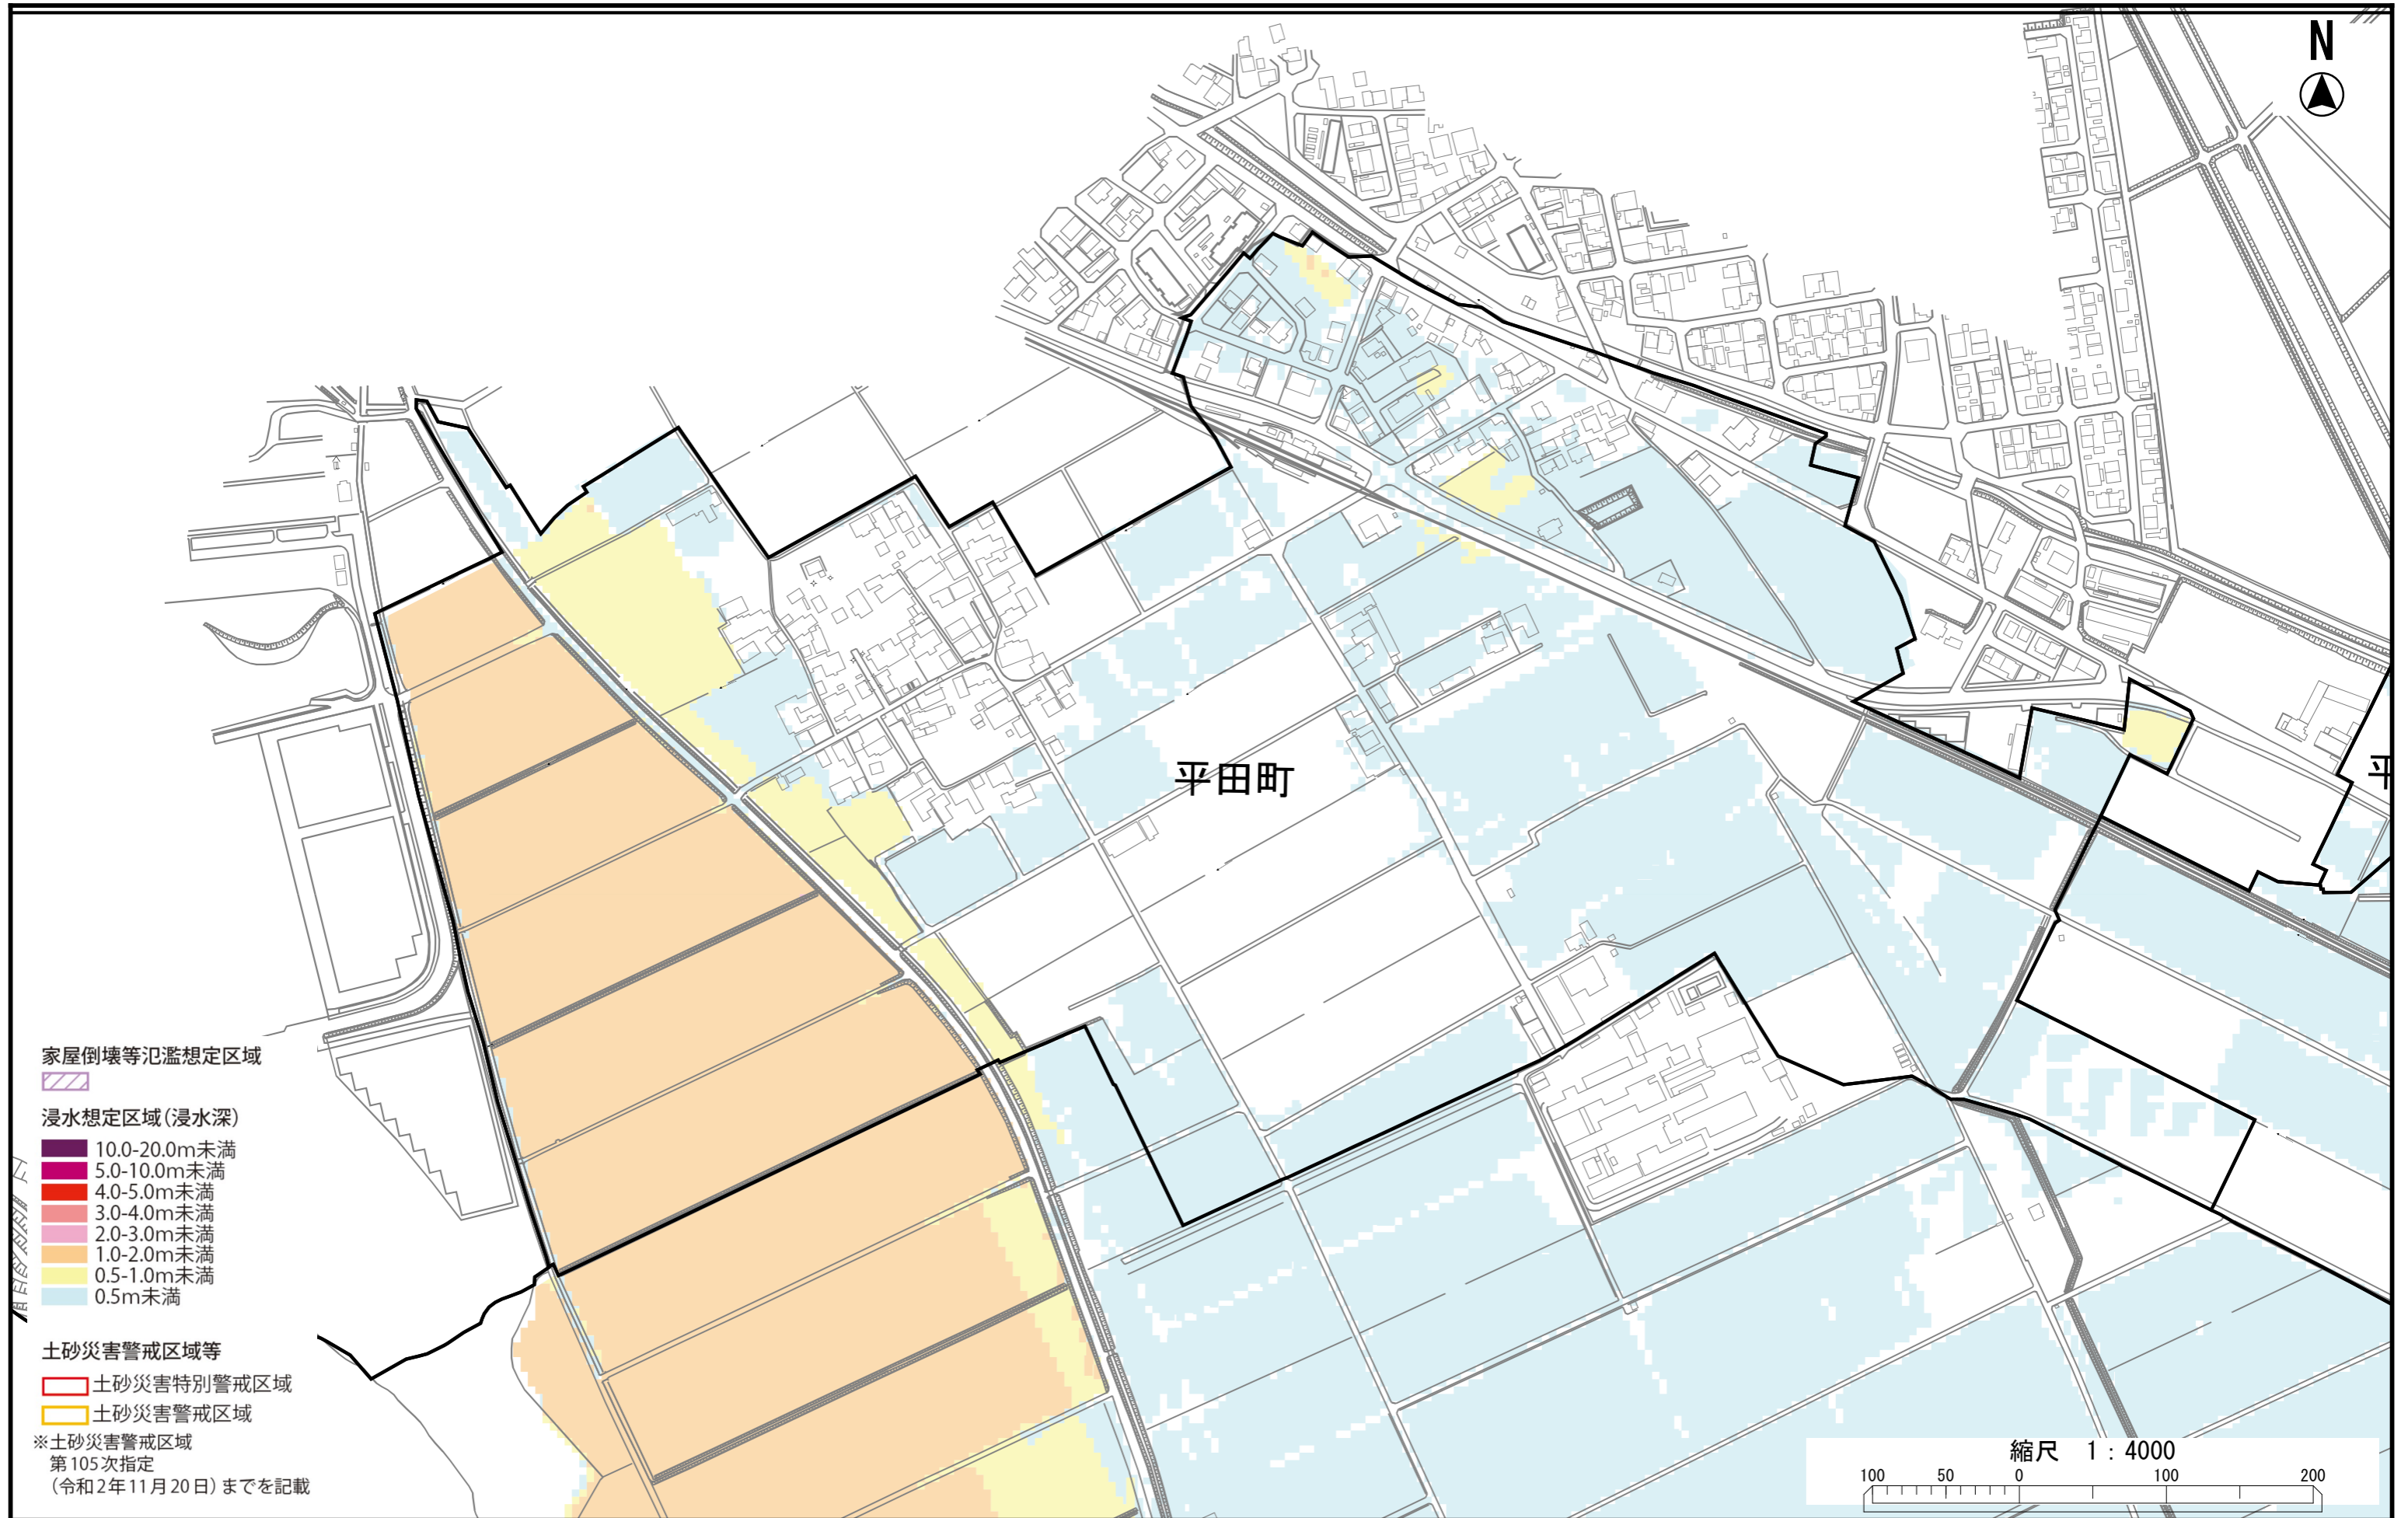 N
平田町
平
家屋倒壊等氾濫想定区域
浸水想定区域(浸水深)
10.0-20.0m未満
5.0-10.0m未満
4.0-5.0m未満
3.0-4.0m未満
2.0-3.0m未満
1.0-2.0m未満
0.5-1.0m未満
0.5m未満
土砂災害警戒区域等
土砂災害特別警戒区域
土砂災害警戒区域
※土砂災害警戒区域
第105次指定
(令和2年11月20日)までを記載
縮尺 1:4000
100 50 0 100 200